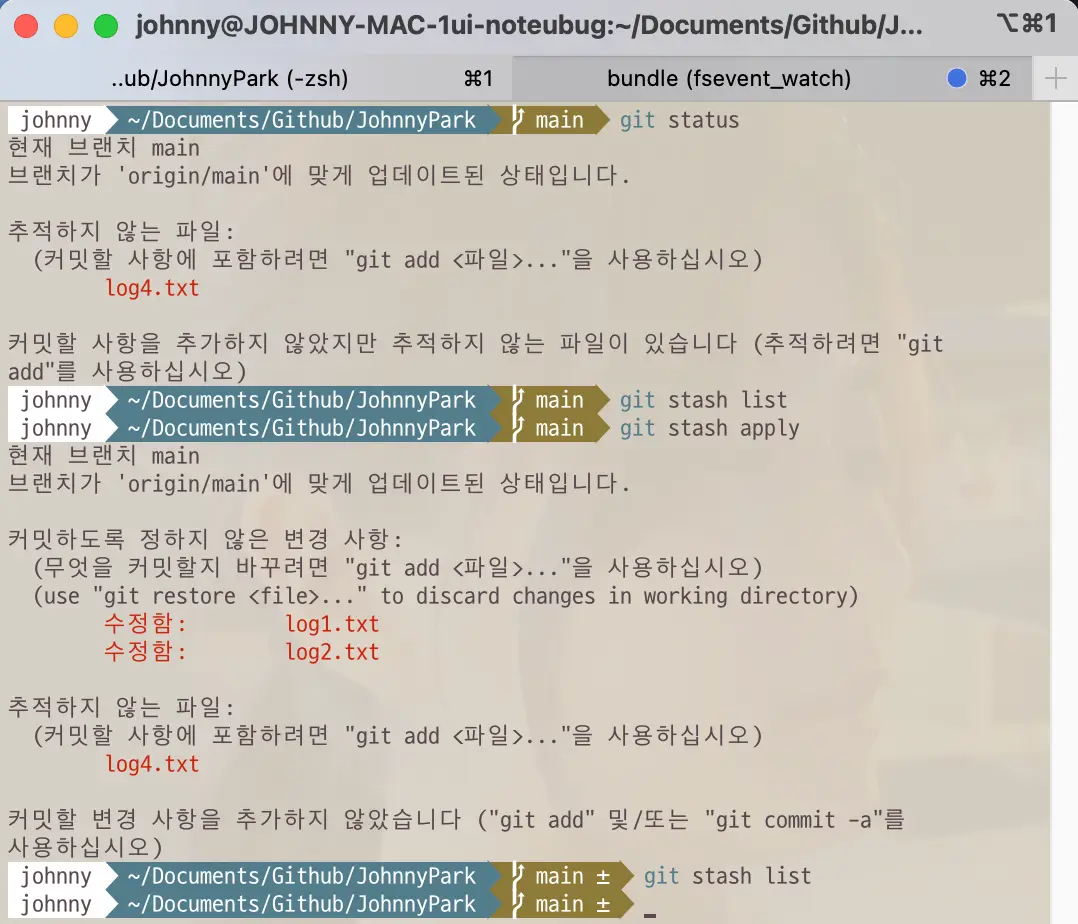 johnny@JOHNNY-MAC-1ui-noteubug:~/Documents/Github/J... ⌥⌘1
..ub/JohnnyPark (-zsh) ⌘1 bundle (fsevent_watch) ⌘2 +
johnny ~/Documents/Github/JohnnyPark main git status
현재 브랜치 main
브랜치가 'origin/main'에 맞게 업데이트된 상태입니다.
추적하지 않는 파일:
(커밋할 사항에 포함하려면 "git add <파일>..."을 사용하십시오)
log4.txt
커밋할 사항을 추가하지 않았지만 추적하지 않는 파일이 있습니다 (추적하려면 "git
add"를 사용하십시오)
johnny ~/Documents/Github/JohnnyPark main git stash list
johnny ~/Documents/Github/JohnnyPark main git stash apply
현재 브랜치 main
브랜치가 'origin/main'에 맞게 업데이트된 상태입니다.
커밋하도록 정하지 않은 변경 사항:
(무엇을 커밋할지 바꾸려면 "git add <파일>..."을 사용하십시오)
(use "git restore <file>..." to discard changes in working directory)
수정함: log1.txt
수정함: log2.txt
추적하지 않는 파일:
(커밋할 사항에 포함하려면 "git add <파일>..."을 사용하십시오)
log4.txt
커밋할 변경 사항을 추가하지 않았습니다 ("git add" 및/또는 "git commit -a"를
사용하십시오)
johnny ~/Documents/Github/JohnnyPark main ± git stash list
johnny ~/Documents/Github/JohnnyPark main ± _